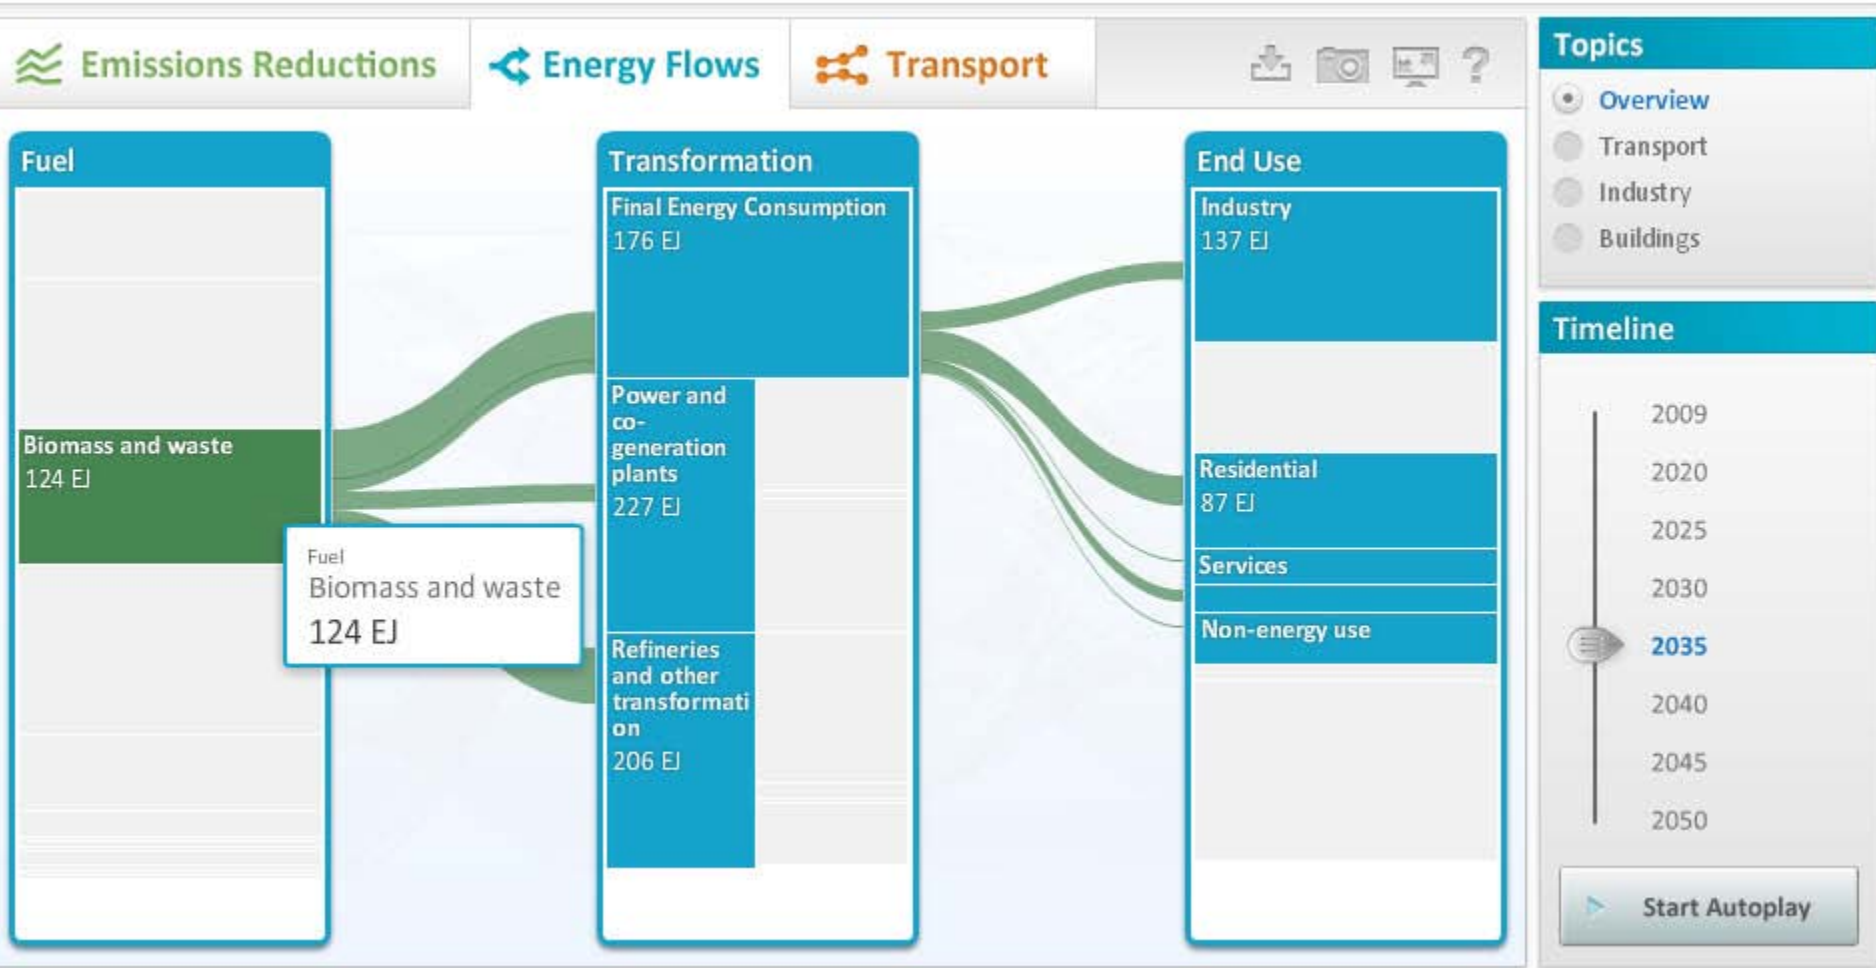 Emissions Reductions
Energy Flows
Transport
?
Fuel
Biomass and waste
124 EJ
Fuel
Biomass and waste
124 EJ
Transformation
Final Energy Consumption
176 EJ
Power and
co-
generation
plants
227 EJ
Refineries
and other
transformati
on
206 EJ
End Use
Industry
137 EJ
Residential
87 EJ
Services
Non-energy use
Topics
Overview
Transport
Industry
Buildings
Timeline
2009
2020
2025
2030
2035
2040
2045
2050
Start Autoplay